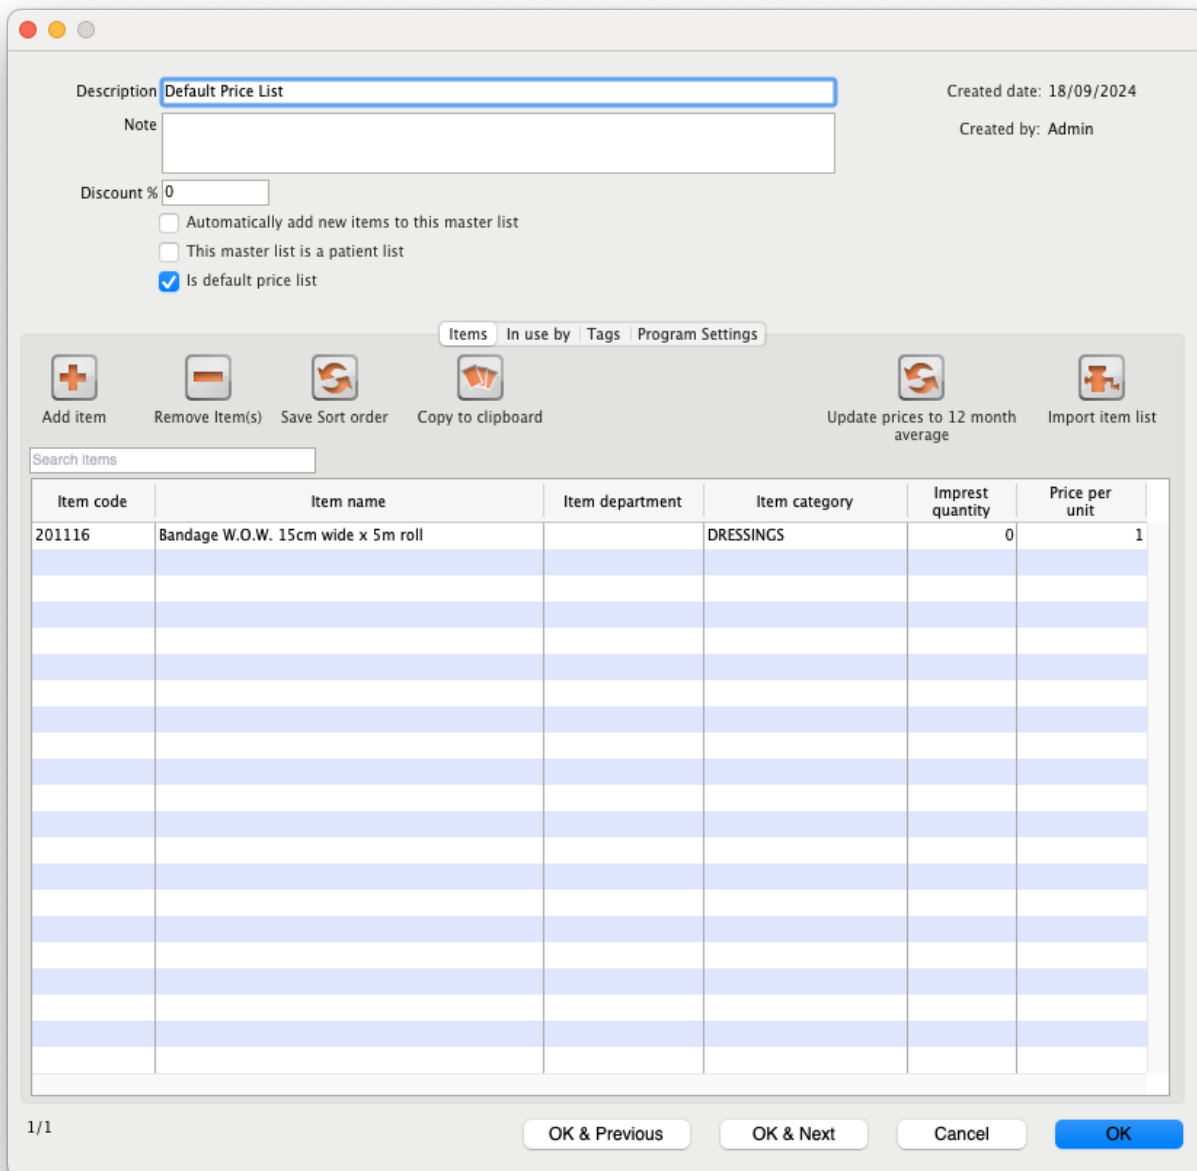 Description Default Price List
Created date: 18/09/2024
Note
Created by: Admin
Discount % 0
Automatically add new items to this master list
This master list is a patient list
Is default price list
Items In use by Tags Program Settings
Add item Remove Item(s) Save Sort order Copy to clipboard Update prices to 12 month average Import item list
Search items
Item code Item name Item department Item category Imprest quantity Price per unit
201116 Bandage W.O.W. 15cm wide x 5m roll DRESSINGS 0 1
1/1 OK & Previous OK & Next Cancel OK